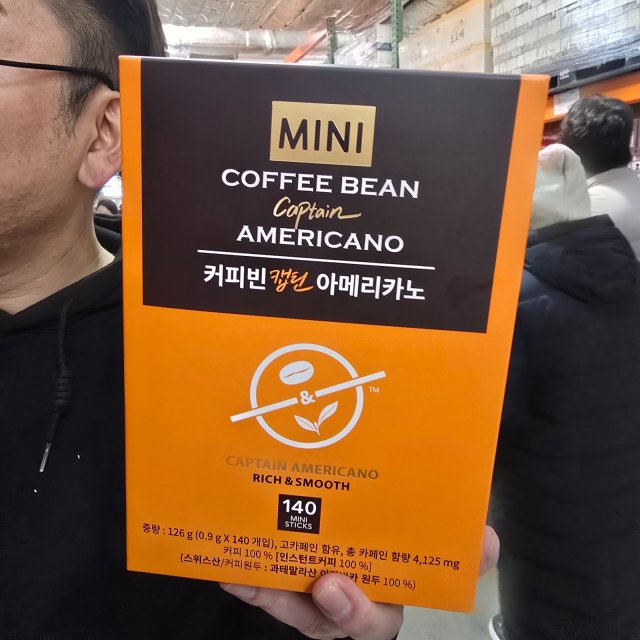 MINI
COFFEE BEAN
Captain
AMERICANO
커피빈 캡틴 아메리카노
&
TM
CAPTAIN AMERICANO
RICH & SMOOTH
140
MINI
STICKS
중량 : 126 g (0.9 g X 140 개입), 고카페인 함유, 총 카페인 함량 4,125 mg
커피 100 % [인스턴트커피 100 %]
(스위스산/커피원두 : 과테말라산 원두 100 %)